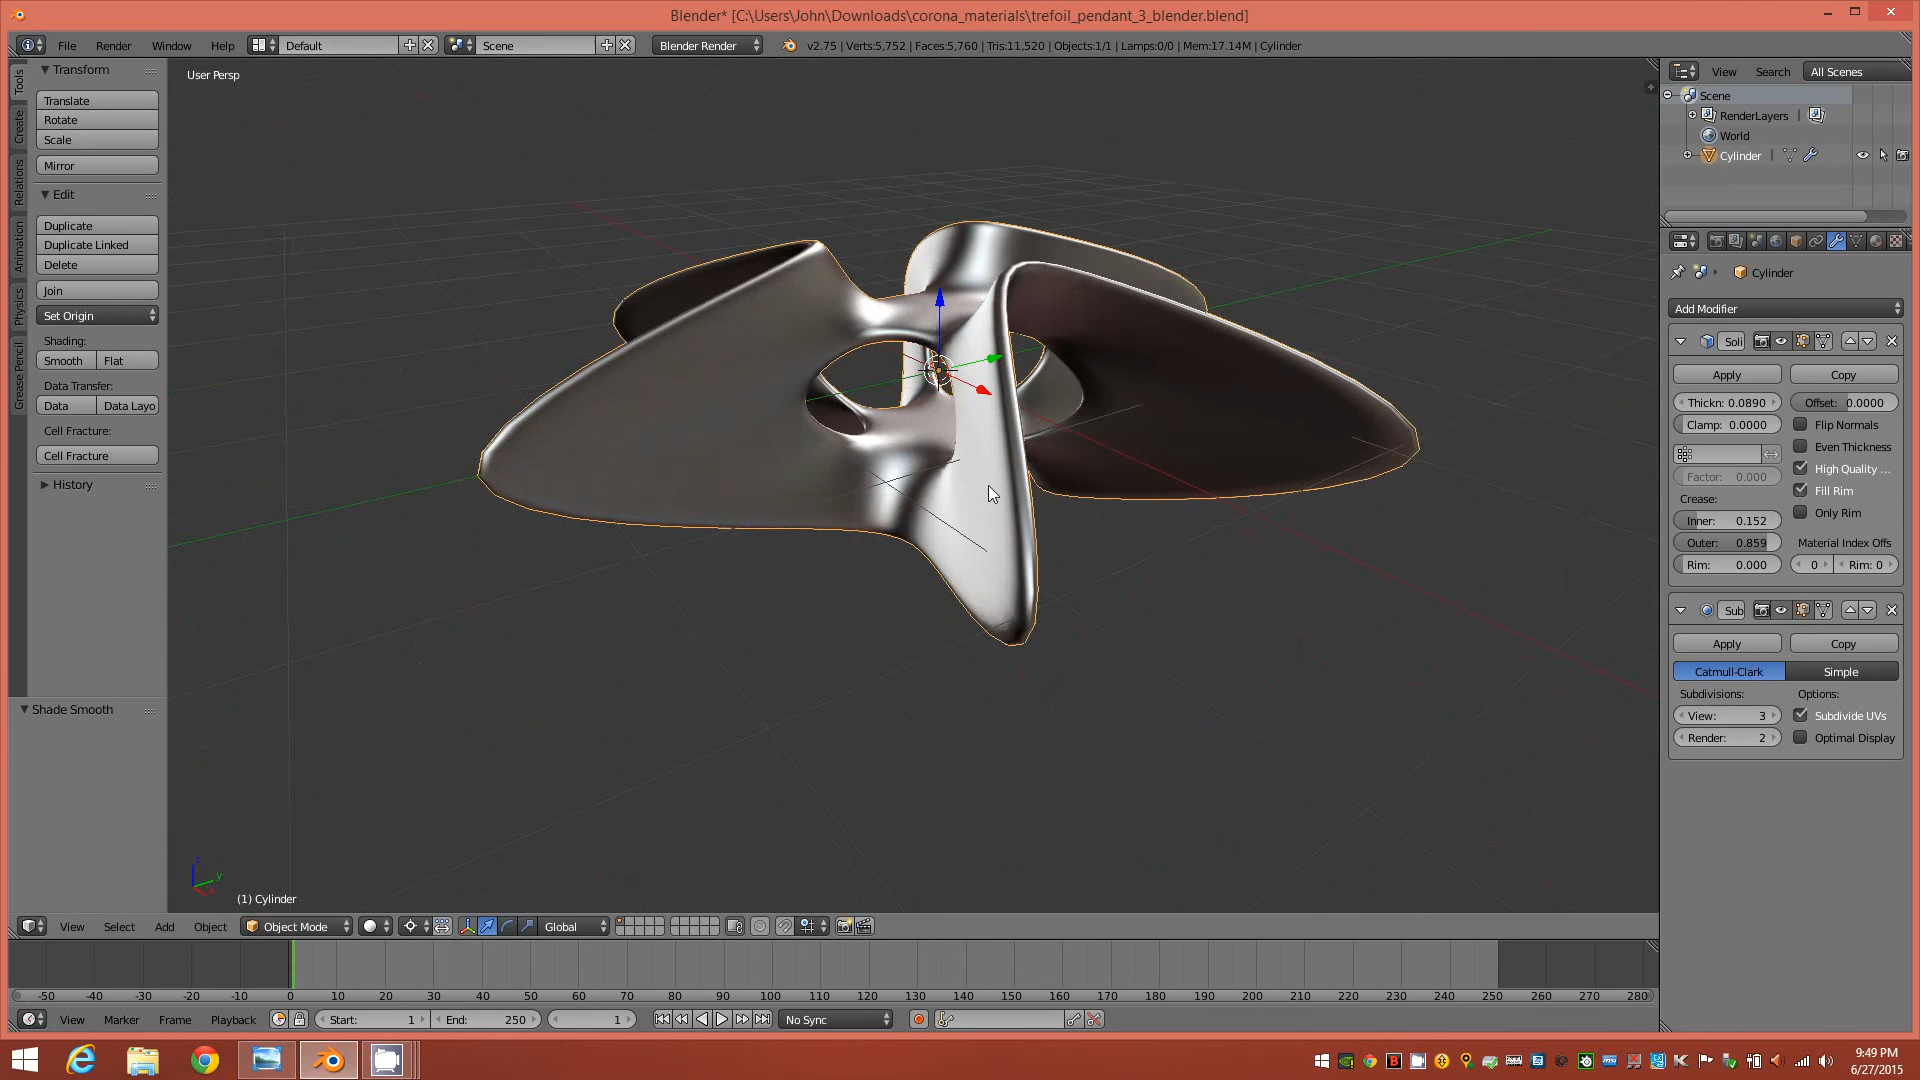 Blender* [C:\Users\John\Downloads\corona_materials\trefoil_pendant_3_blender.blend]
File Render Window Help Default Scene Blender Render v2.75 | Verts:5,752 | Faces:5,760 | Tris:11,520 | Objects:1/1 | Lamps:0/0 | Mem:17.14M | Cylinder
Tools
Create
Relations
Animation
Physics
Grease Pencil
Transform
Translate
Rotate
Scale
Mirror
Edit
Duplicate
Duplicate Linked
Delete
Join
Set Origin
Shading:
Smooth Flat
Data Transfer:
Data Data Layo
Cell Fracture:
Cell Fracture
History
Shade Smooth
User Persp
z
y
x
(1) Cylinder
View Search All Scenes
Scene
RenderLayers
World
Cylinder
Cylinder
Add Modifier
Soli
Apply Copy
Thickn: 0.0890 Offset: 0.0000
Clamp: 0.0000 Flip Normals
Even Thickness
High Quality ...
Factor: 0.000
Fill Rim
Crease:
Only Rim
Inner: 0.152
Outer: 0.859 Material Index Offs
Rim: 0.000 0 Rim: 0
Sub
Apply Copy
Catmull-Clark Simple
Subdivisions: Options:
View: 3 Subdivide UVs
Render: 2 Optimal Display
View Select Add Object Object Mode Global
-50 -40 -30 -20 -10 0 10 20 30 40 50 60 70 80 90 100 110 120 130 140 150 160 170 180 190 200 210 220 230 240 250 260 270 280
View Marker Frame Playback Start: 1 End: 250 1 No Sync
9:49 PM
6/27/2015